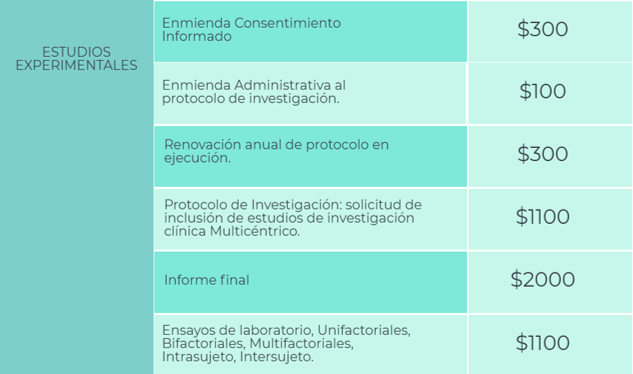 ESTUDIOS
EXPERIMENTALES
Enmienda Consentimiento
Informado
$300
Enmienda Administrativa al
protocolo de investigación.
$100
Renovación anual de protocolo en
ejecución.
$300
Protocolo de Investigación: solicitud de
inclusión de estudios de investigación
clínica Multicéntrico.
$1100
Informe final
$2000
Ensayos de laboratorio, Unifactoriales,
Bifactoriales, Multifactoriales,
Intrasujeto, Intersujeto.
$1100